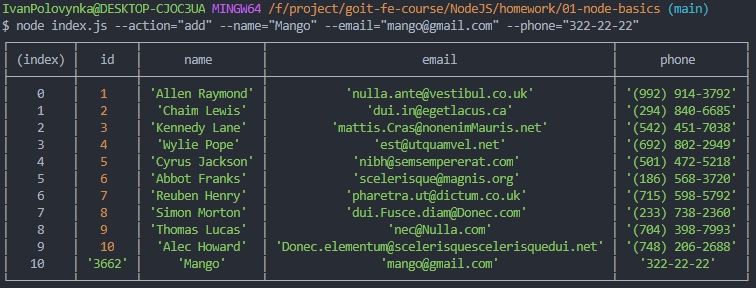 IvanPolovynka@DESKTOP-CJOC3UA MINGW64 /f/project/goit-fe-course/NodeJS/homework/01-node-basics (main)
$ node index.js --action="add" --name="Mango" --email="mango@gmail.com" --phone="322-22-22"
(index) id name email phone
0 1 'Allen Raymond' 'nulla.ante@vestibul.co.uk' '(992) 914-3792'
1 2 'Chaim Lewis' 'dui.in@egetlacus.ca' '(294) 840-6685'
2 3 'Kennedy Lane' 'mattis.Cras@nonenimMauris.net' '(542) 451-7038'
3 4 'Wylie Pope' 'est@utquamvel.net' '(692) 802-2949'
4 5 'Cyrus Jackson' 'nibh@semsempererat.com' '(501) 472-5218'
5 6 'Abbot Franks' 'scelerisque@magnis.org' '(186) 568-3720'
6 7 'Reuben Henry' 'pharetra.ut@dictum.co.uk' '(715) 598-5792'
7 8 'Simon Morton' 'dui.Fusce.diam@Donec.com' '(233) 738-2360'
8 9 'Thomas Lucas' 'nec@Nulla.com' '(704) 398-7993'
9 10 'Alec Howard' 'Donec.elementum@scelerisquescelerisquedui.net' '(748) 206-2688'
10 '3662' 'Mango' 'mango@gmail.com' '322-22-22'